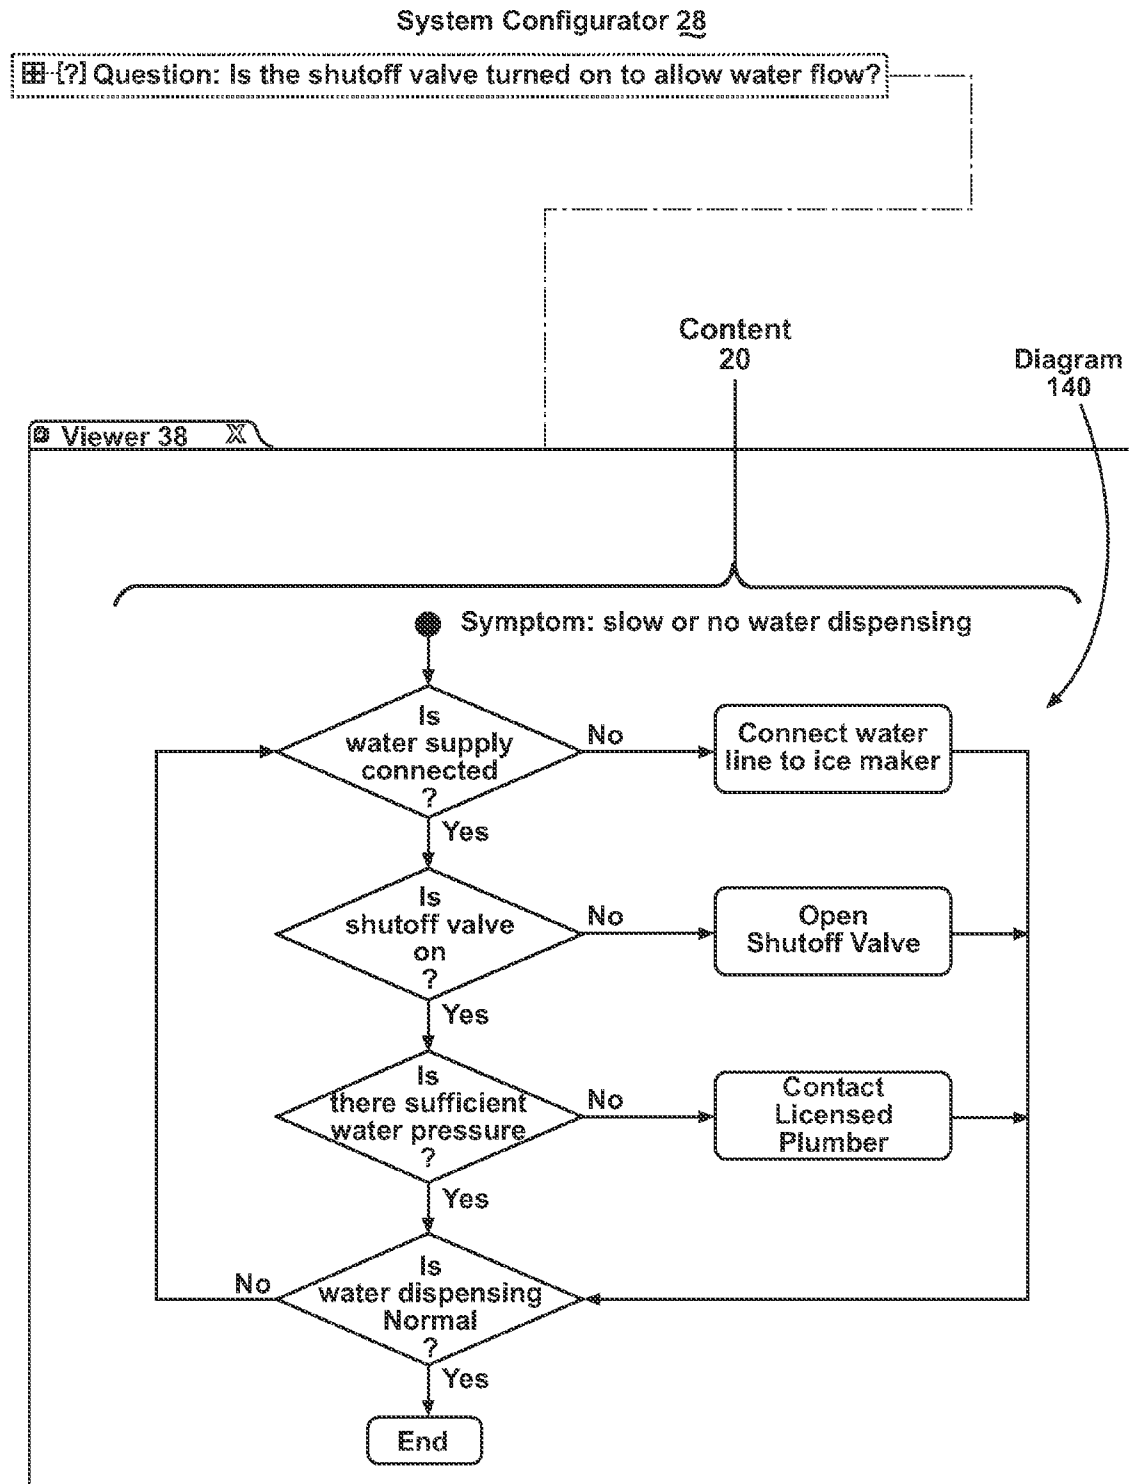 System Configurator 28
[?] Question: Is the shutoff valve turned on to allow water flow?
Content
20
Diagram
140
Viewer 38 X
Symptom: slow or no water dispensing
Is
water supply
connected
?
No
Connect water
line to ice maker
Yes
Is
shutoff valve
on
?
No
Open
Shutoff Valve
Yes
Is
there sufficient
water pressure
?
No
Contact
Licensed
Plumber
Yes
Is
water dispensing
Normal
?
No
Yes
End